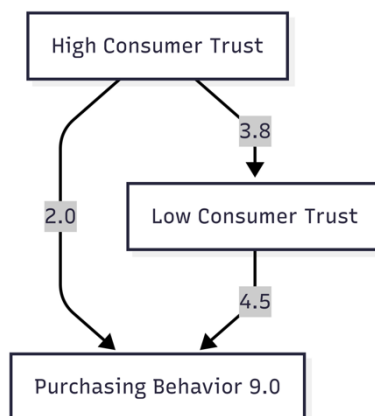 High Consumer Trust
3.8
Low Consumer Trust
2.0
4.5
Purchasing Behavior 9.0